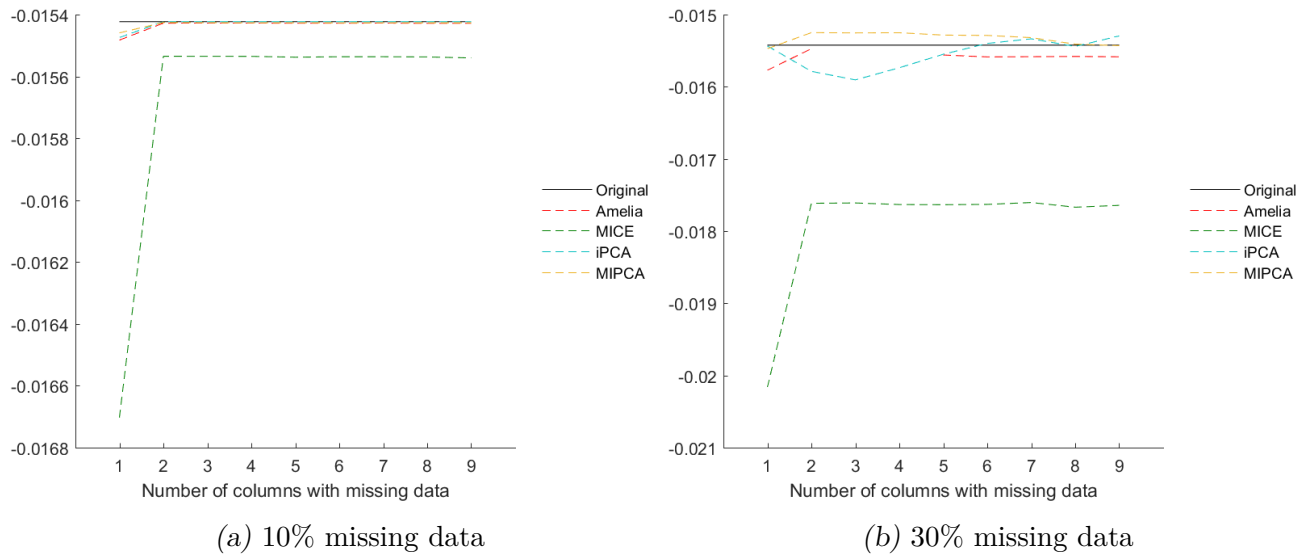 -0.0154
-0.0156
-0.0158
-0.016
-0.0162
-0.0164
-0.0166
-0.0168
1 2 3 4 5 6 7 8 9
Number of columns with missing data
Original
Amelia
MICE
iPCA
MIPCA
(a) 10% missing data
-0.015
-0.016
-0.017
-0.018
-0.019
-0.02
-0.021
1 2 3 4 5 6 7 8 9
Number of columns with missing data
Original
Amelia
MICE
iPCA
MIPCA
(b) 30% missing data